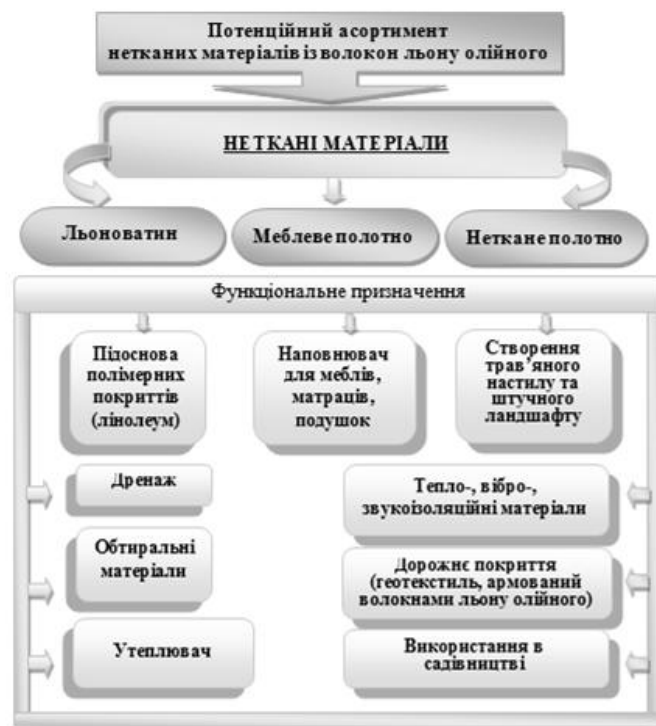 Потенційний асортимент
нетканих матеріалів із волокон льону олійного
НЕТКАНІ МАТЕРІАЛИ
Льоноватин
Меблеве полотно
Неткане полотно
Функціональне призначення
Підоснова
полімерних
покриттів
(лінолеум)
Наповнювач
для меблів,
матраців,
подушок
Створення
трав’яного
настилу та
штучного
ландшафту
Дренаж
Тепло-, вібро-,
звукоізоляційні матеріали
Обтиральні
матеріали
Дорожнє покриття
(геотекстиль, армований
волокнами льону олійного)
Утеплювач
Використання в
садівництві